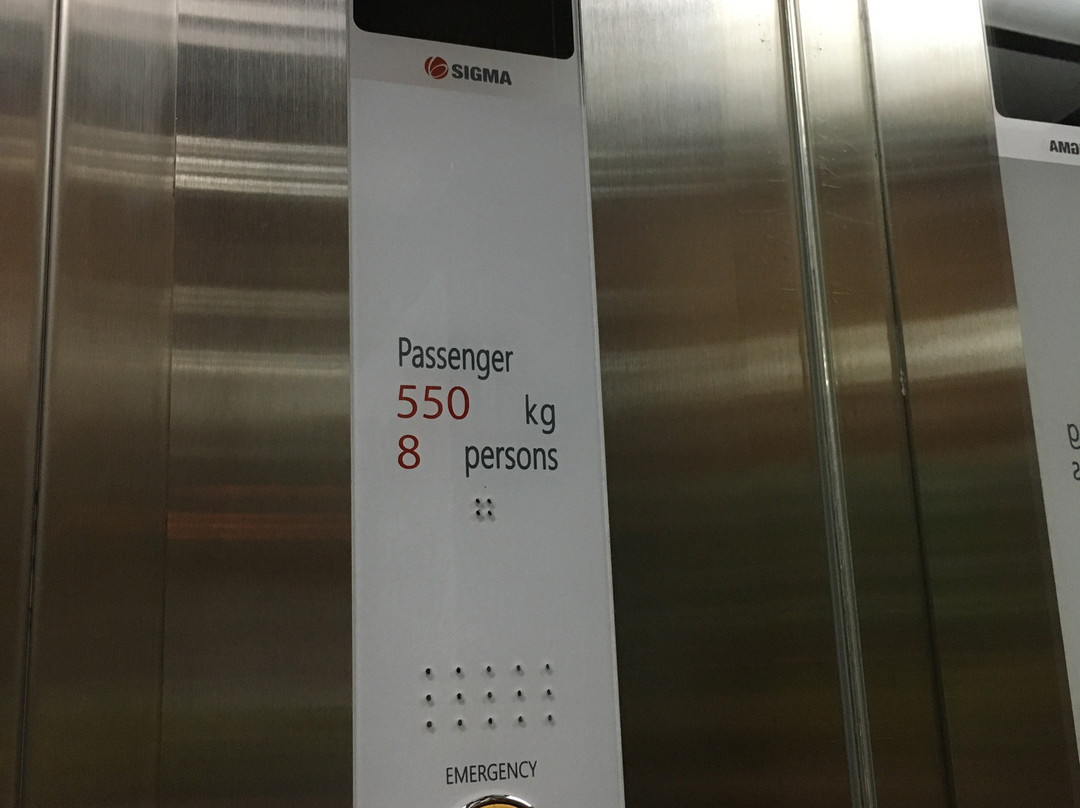 SIGMA
Passenger
550 kg
8 persons
EMERGENCY